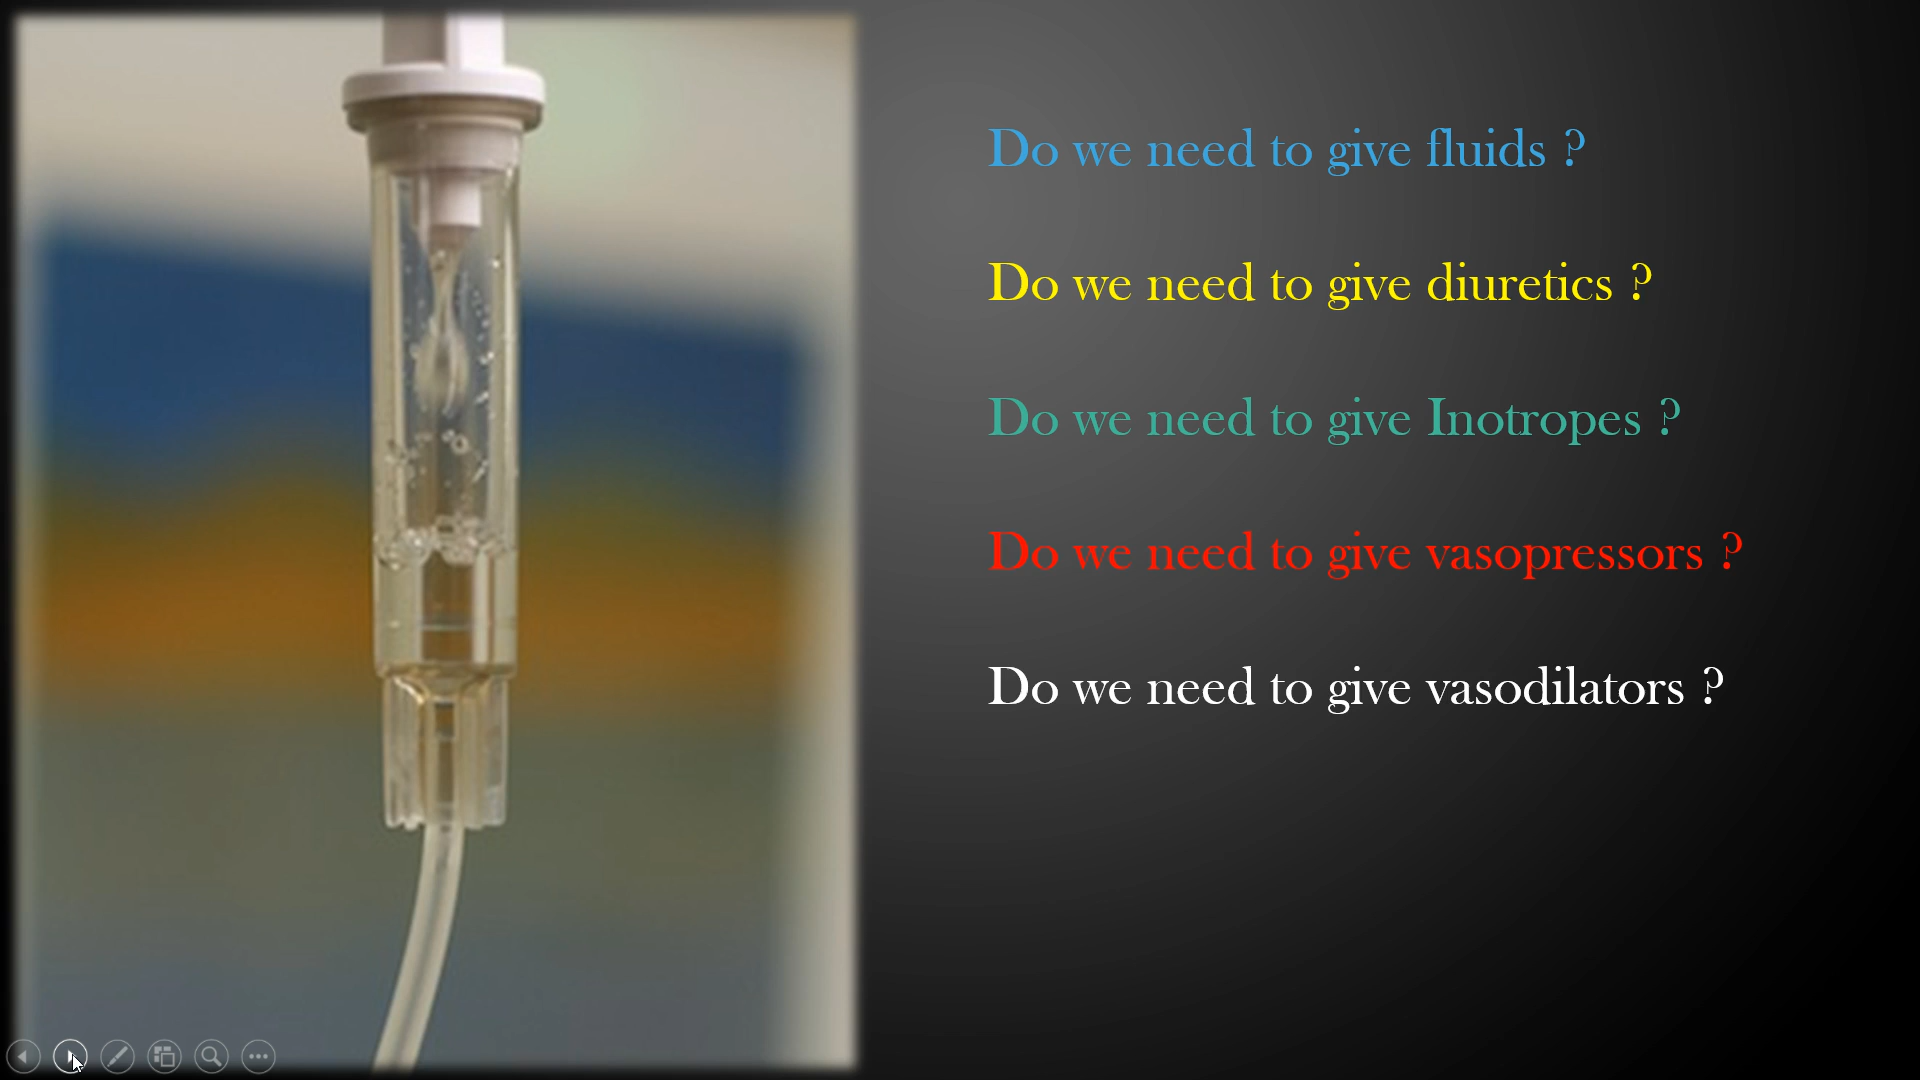 Do we need to give fluids ?
Do we need to give diuretics ?
Do we need to give Inotropes ?
Do we need to give vasopressors ?
Do we need to give vasodilators ?